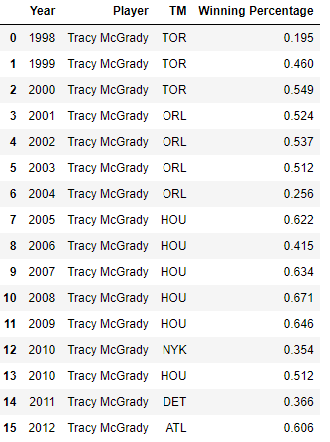 Year Player TM Winning Percentage
0 1998 Tracy McGrady TOR 0.195
1 1999 Tracy McGrady TOR 0.460
2 2000 Tracy McGrady TOR 0.549
3 2001 Tracy McGrady ORL 0.524
4 2002 Tracy McGrady ORL 0.537
5 2003 Tracy McGrady ORL 0.512
6 2004 Tracy McGrady ORL 0.256
7 2005 Tracy McGrady HOU 0.622
8 2006 Tracy McGrady HOU 0.415
9 2007 Tracy McGrady HOU 0.634
10 2008 Tracy McGrady HOU 0.671
11 2009 Tracy McGrady HOU 0.646
12 2010 Tracy McGrady NYK 0.354
13 2010 Tracy McGrady HOU 0.512
14 2011 Tracy McGrady DET 0.366
15 2012 Tracy McGrady ATL 0.606